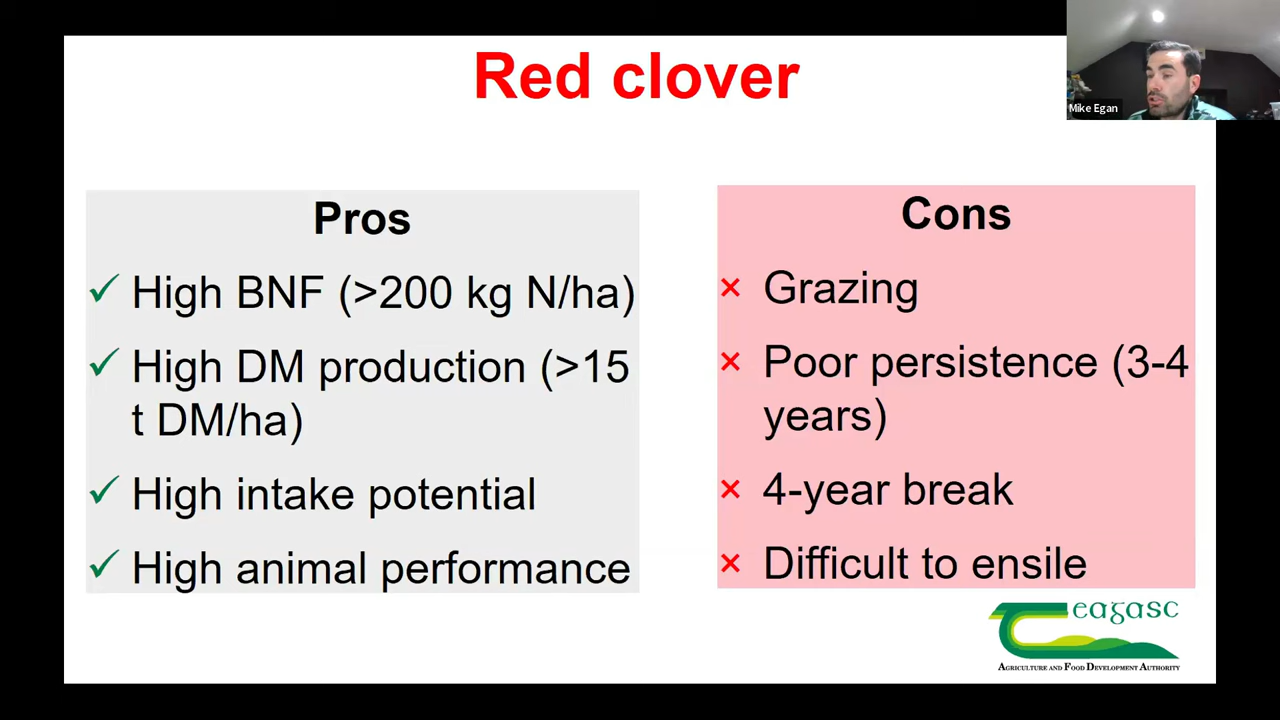 Red clover
Mike Egan
Pros
✓ High BNF (>200 kg N/ha)
✓ High DM production (>15
t DM/ha)
✓ High intake potential
✓ High animal performance
Cons
× Grazing
× Poor persistence (3-4
years)
× 4-year break
× Difficult to ensile
eagasc
AGRICULTURE AND FOOD DEVELOPMENT AUTHORITY